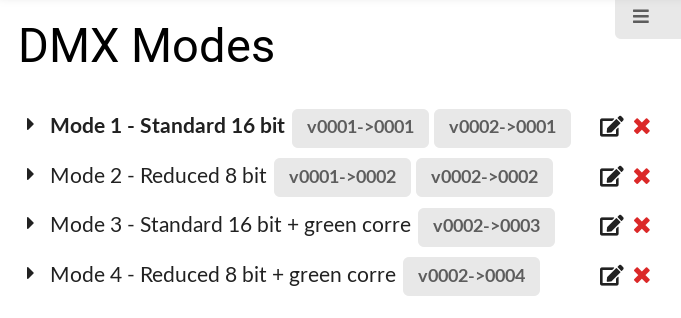 DMX Modes
Mode 1 - Standard 16 bit v0001->0001 v0002->0001
Mode 2 - Reduced 8 bit v0001->0002 v0002->0002
Mode 3 - Standard 16 bit + green corre v0002->0003
Mode 4 - Reduced 8 bit + green corre v0002->0004